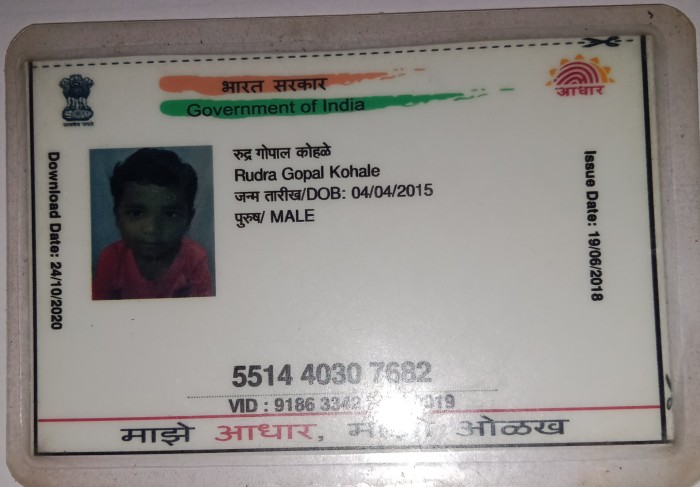 भारत सरकार
Government of India
आधार
Download Date: 24/10/2020
रुद्र गोपाल कोहळे
Rudra Gopal Kohale
जन्म तारीख/DOB: 04/04/2015
पुरुष/ MALE
Issue Date: 19/06/2018
5514 4030 7682
VID : 9186
माझे आधार, ओळख